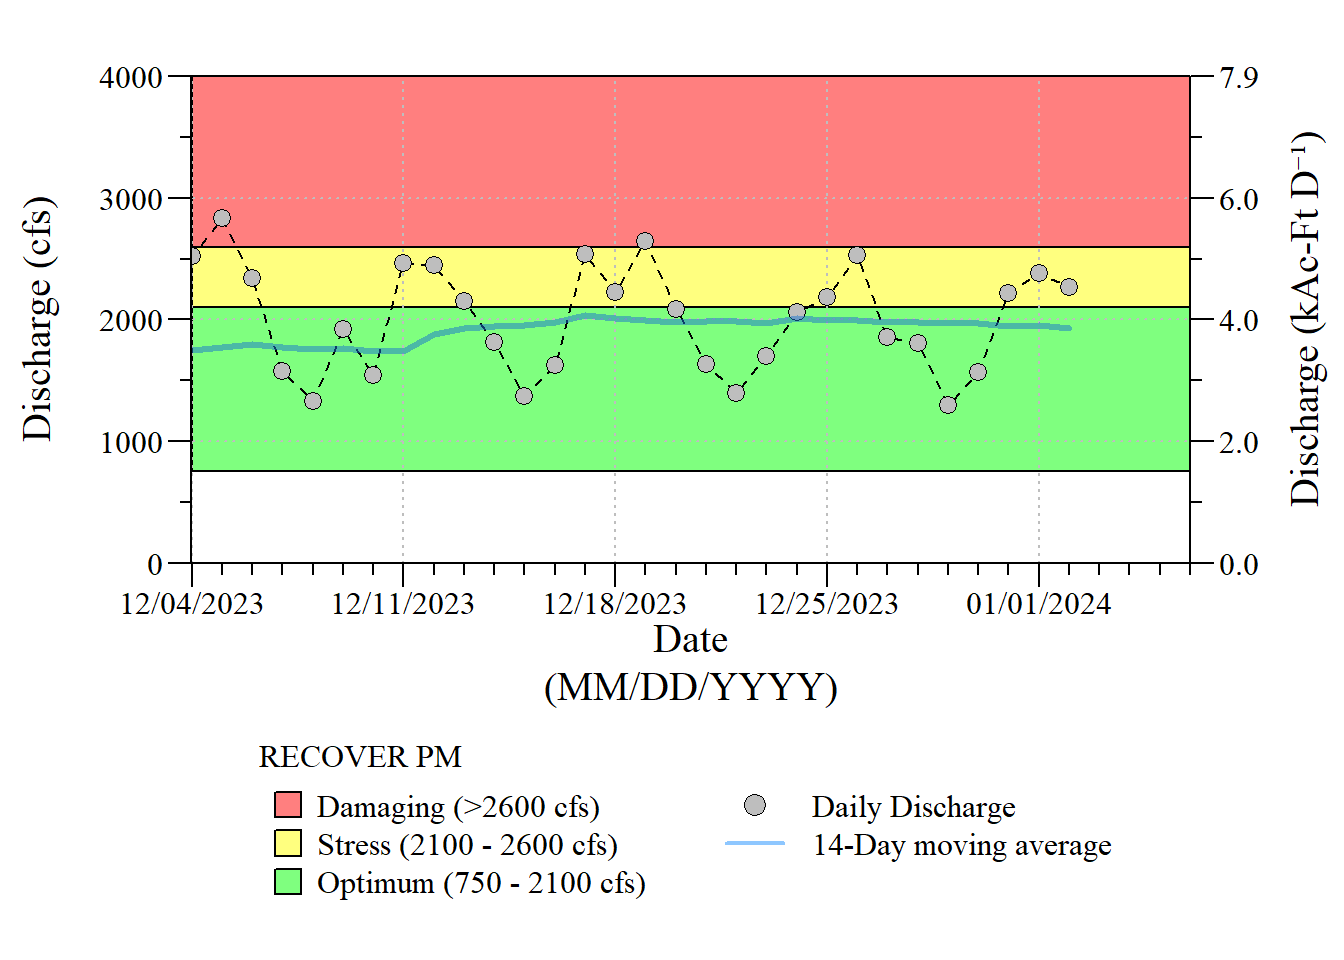 4000
3000
2000
1000
0
Discharge (cfs)
7.9
6.0
4.0
2.0
0.0
Discharge (kAc-Ft D⁻¹)
12/04/2023 12/11/2023 12/18/2023 12/25/2023 01/01/2024
Date
(MM/DD/YYYY)
RECOVER PM
Damaging (>2600 cfs)
Stress (2100 - 2600 cfs)
Optimum (750 - 2100 cfs)
Daily Discharge
14-Day moving average